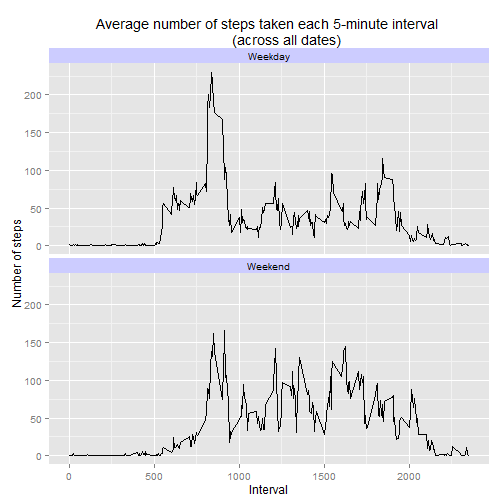 Average number of steps taken each 5-minute interval
(across all dates)
Weekday
200
150
100
50
0
Number of steps
Weekend
200
150
100
50
0
0
500
1000
1500
2000
Interval